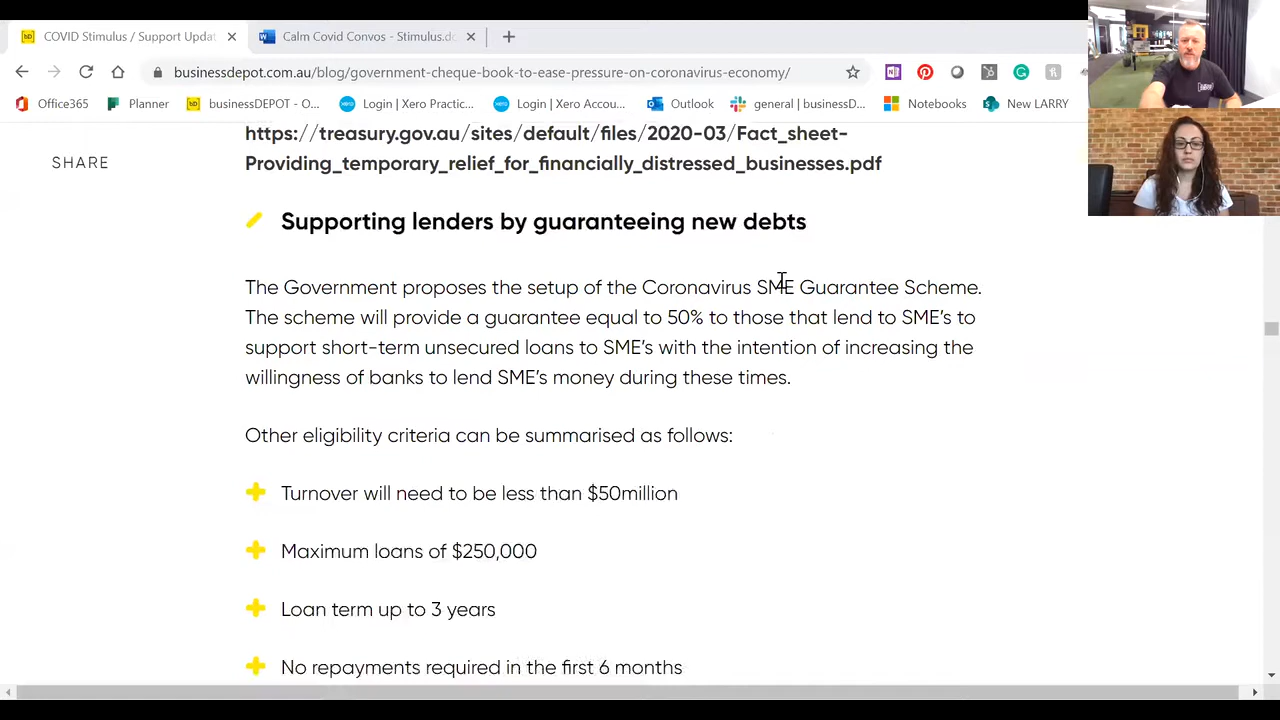 COVID Stimulus / Support Updat
Calm Covid Convos - Stimulus.do
businessdepot.com.au/blog/government-cheque-book-to-ease-pressure-on-coronavirus-economy/
Office365 Planner businessDEPOT - O... Login | Xero Practic... Login | Xero Accou... Outlook general | businessD... Notebooks New LARRY
https://treasury.gov.au/sites/default/files/2020-03/Fact_sheet-
Providing_temporary_relief_for_financially_distressed_businesses.pdf
SHARE
Supporting lenders by guaranteeing new debts
The Government proposes the setup of the Coronavirus SME Guarantee Scheme.
The scheme will provide a guarantee equal to 50% to those that lend to SME's to
support short-term unsecured loans to SME's with the intention of increasing the
willingness of banks to lend SME's money during these times.
Other eligibility criteria can be summarised as follows:
Turnover will need to be less than $50million
Maximum loans of $250,000
Loan term up to 3 years
No repayments required in the first 6 months